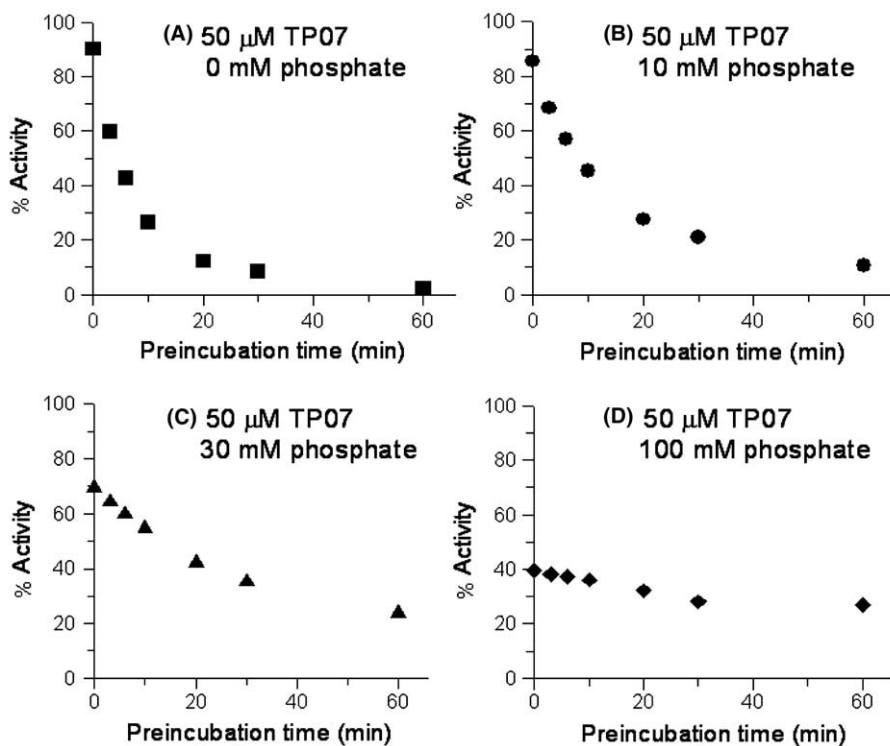 (A) 50 μM TP07
0 mM phosphate
100
80
60
40
20
0
% Activity
0 20 40 60
Preincubation time (min)
(B) 50 μM TP07
10 mM phosphate
100
80
60
40
20
0
% Activity
0 20 40 60
Preincubation time (min)
(C) 50 μM TP07
30 mM phosphate
100
80
60
40
20
0
% Activity
0 20 40 60
Preincubation time (min)
(D) 50 μM TP07
100 mM phosphate
100
80
60
40
20
0
% Activity
0 20 40 60
Preincubation time (min)